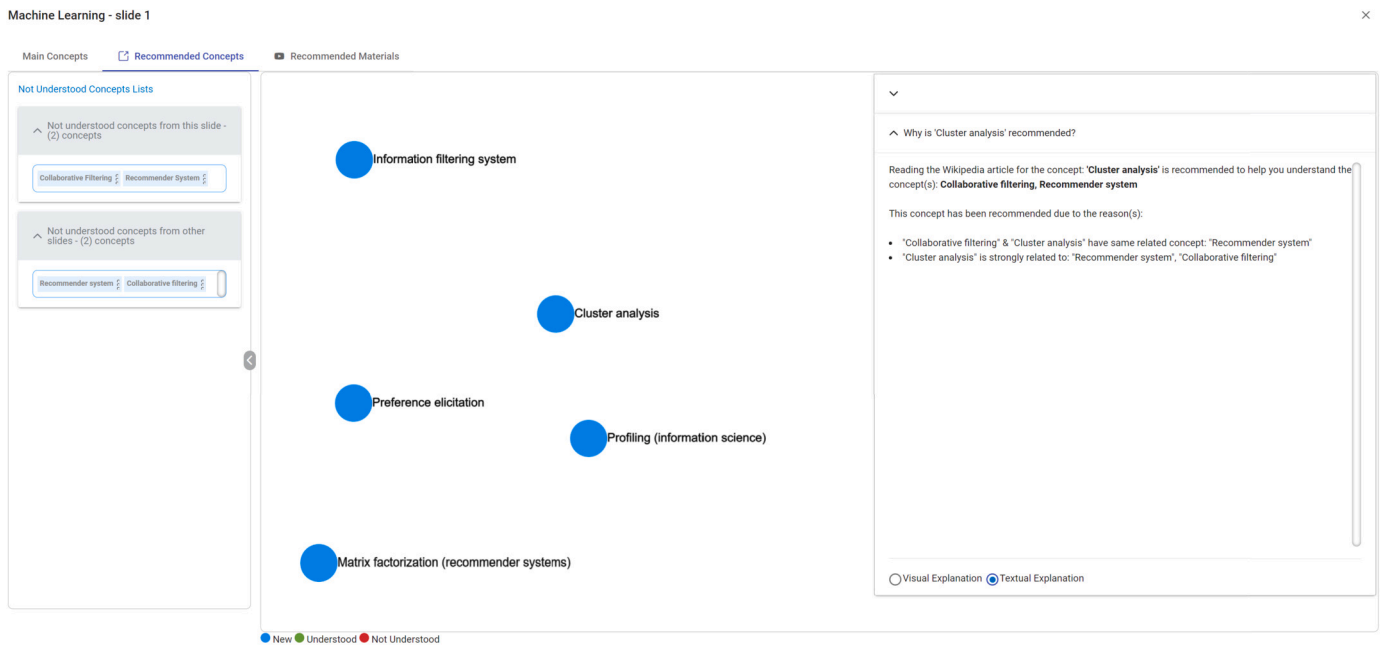 Machine Learning - slide 1
Main Concepts
Recommended Concepts
Recommended Materials
Not Understood Concepts Lists
Not understood concepts from this slide -
(2) concepts
Collaborative Filtering
Recommender System
Not understood concepts from other
slides - (2) concepts
Recommender system
Collaborative filtering
Information filtering system
Cluster analysis
Preference elicitation
Profiling (information science)
Matrix factorization (recommender systems)
Why is 'Cluster analysis' recommended?
Reading the Wikipedia article for the concept: 'Cluster analysis' is recommended to help you understand the
concept(s): Collaborative filtering, Recommender system
This concept has been recommended due to the reason(s):
"Collaborative filtering" & "Cluster analysis" have same related concept: "Recommender system"
"Cluster analysis" is strongly related to: "Recommender system", "Collaborative filtering"
Visual Explanation
Textual Explanation
New
Understood
Not Understood